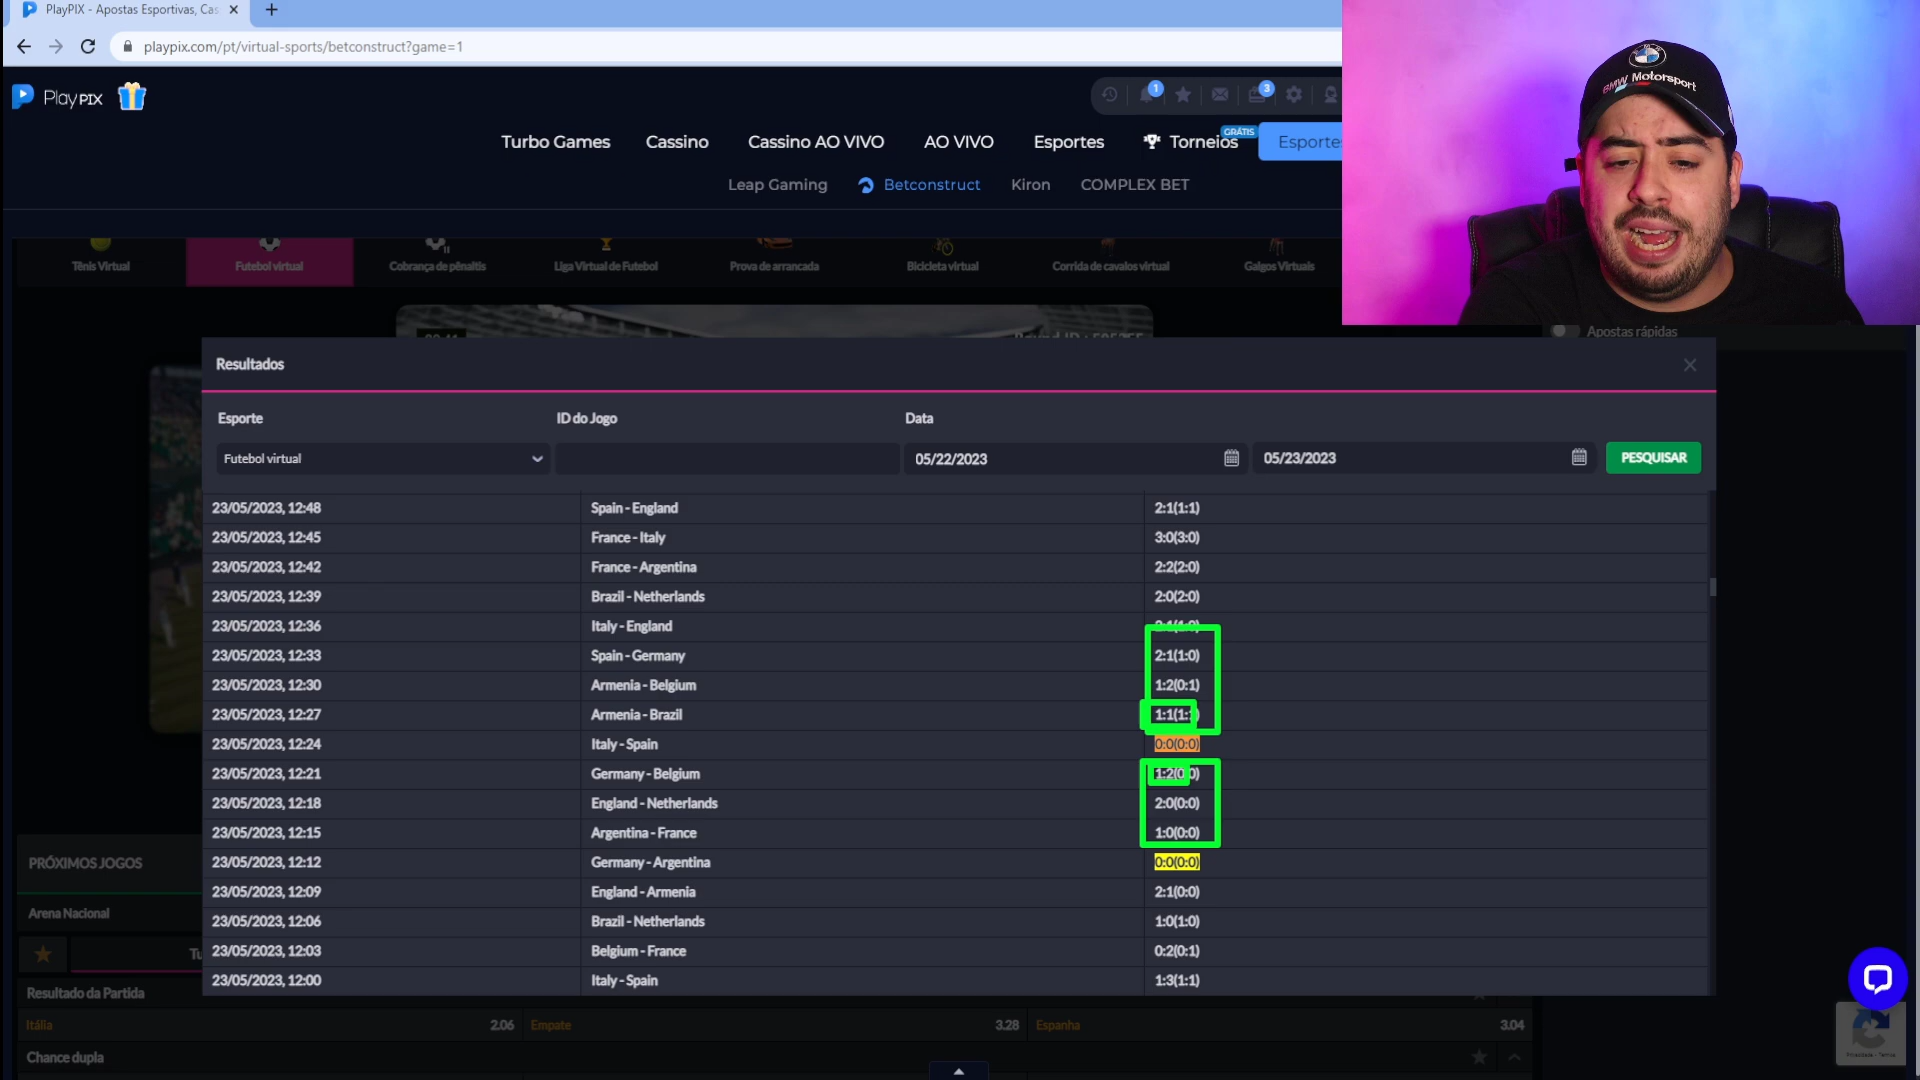 PlayPIX - Apostas Esportivas, Cas
playpix.com/pt/virtual-sports/betconstruct?game=1
PlayPIX
1
3
BMW Motorsport
Turbo Games
Cassino
Cassino AO VIVO
AO VIVO
Esportes
Torneios
GRÁTIS
Esporte
Leap Gaming
Betconstruct
Kiron
COMPLEX BET
Tênis Virtual
Futebol virtual
Cobrança de pênaltis
Liga Virtual de Futebol
Prova de arrancada
Bicicleta virtual
Corrida de cavalos virtual
Galgos Virtuais
Apostas rápidas
Resultados
Esporte
ID do Jogo
Data
Futebol virtual
05/22/2023
05/23/2023
PESQUISAR
23/05/2023, 12:48 Spain - England 2:1(1:1)
23/05/2023, 12:45 France - Italy 3:0(3:0)
23/05/2023, 12:42 France - Argentina 2:2(2:0)
23/05/2023, 12:39 Brazil - Netherlands 2:0(2:0)
23/05/2023, 12:36 Italy - England
23/05/2023, 12:33 Spain - Germany 2:1(1:0)
23/05/2023, 12:30 Armenia - Belgium 1:2(0:1)
23/05/2023, 12:27 Armenia - Brazil 1:1(1:1)
23/05/2023, 12:24 Italy - Spain 0:0(0:0)
23/05/2023, 12:21 Germany - Belgium 1:2(0:0)
23/05/2023, 12:18 England - Netherlands 2:0(0:0)
23/05/2023, 12:15 Argentina - France 1:0(0:0)
23/05/2023, 12:12 Germany - Argentina 0:0(0:0)
23/05/2023, 12:09 England - Armenia 2:1(0:0)
23/05/2023, 12:06 Brazil - Netherlands 1:0(1:0)
23/05/2023, 12:03 Belgium - France 0:2(0:1)
23/05/2023, 12:00 Italy - Spain 1:3(1:1)
PRÓXIMOS JOGOS
Arena Nacional
Tu
Resultado da Partida
Itália 2.06 Empate 3.28 Espanha 3.04
Chance dupla